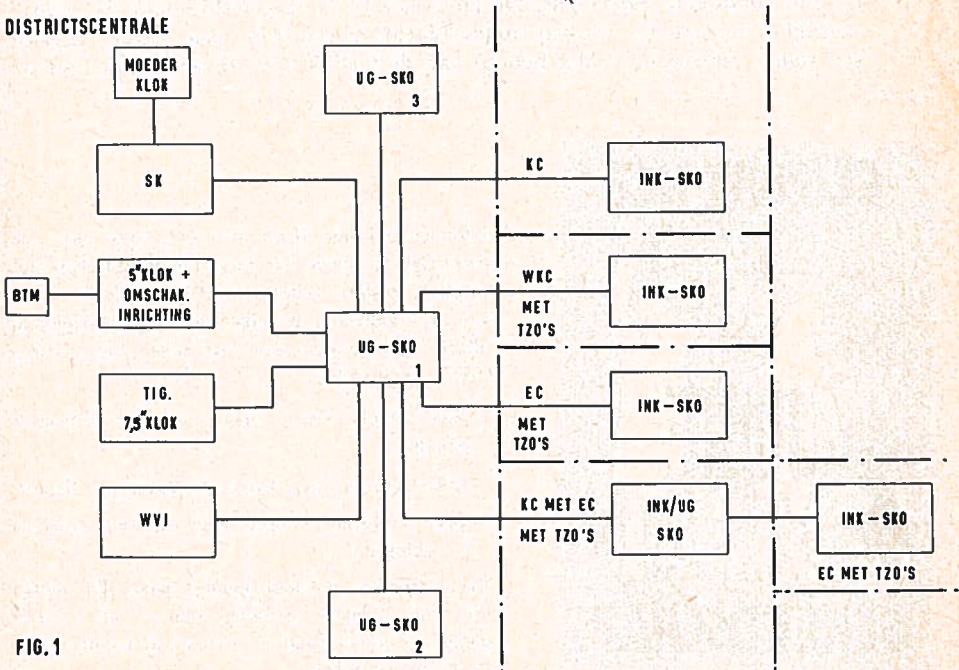 DISTRICTSCENTRALE
MOEDER
KLOK
UG-SKO
3
SK
KC
INK-SKO
BTM
5"KLOK +
OMSCHAK.
INRICHTING
WKC
MET
TZO'S
INK-SKO
UG-SKO
1
TIG.
7,5"KLOK
EC
MET
TZO'S
INK-SKO
WVI
KC MET EC
MET TZO'S
INK/UG
SKO
INK-SKO
EC MET TZO'S
UG-SKO
2
FIG.1